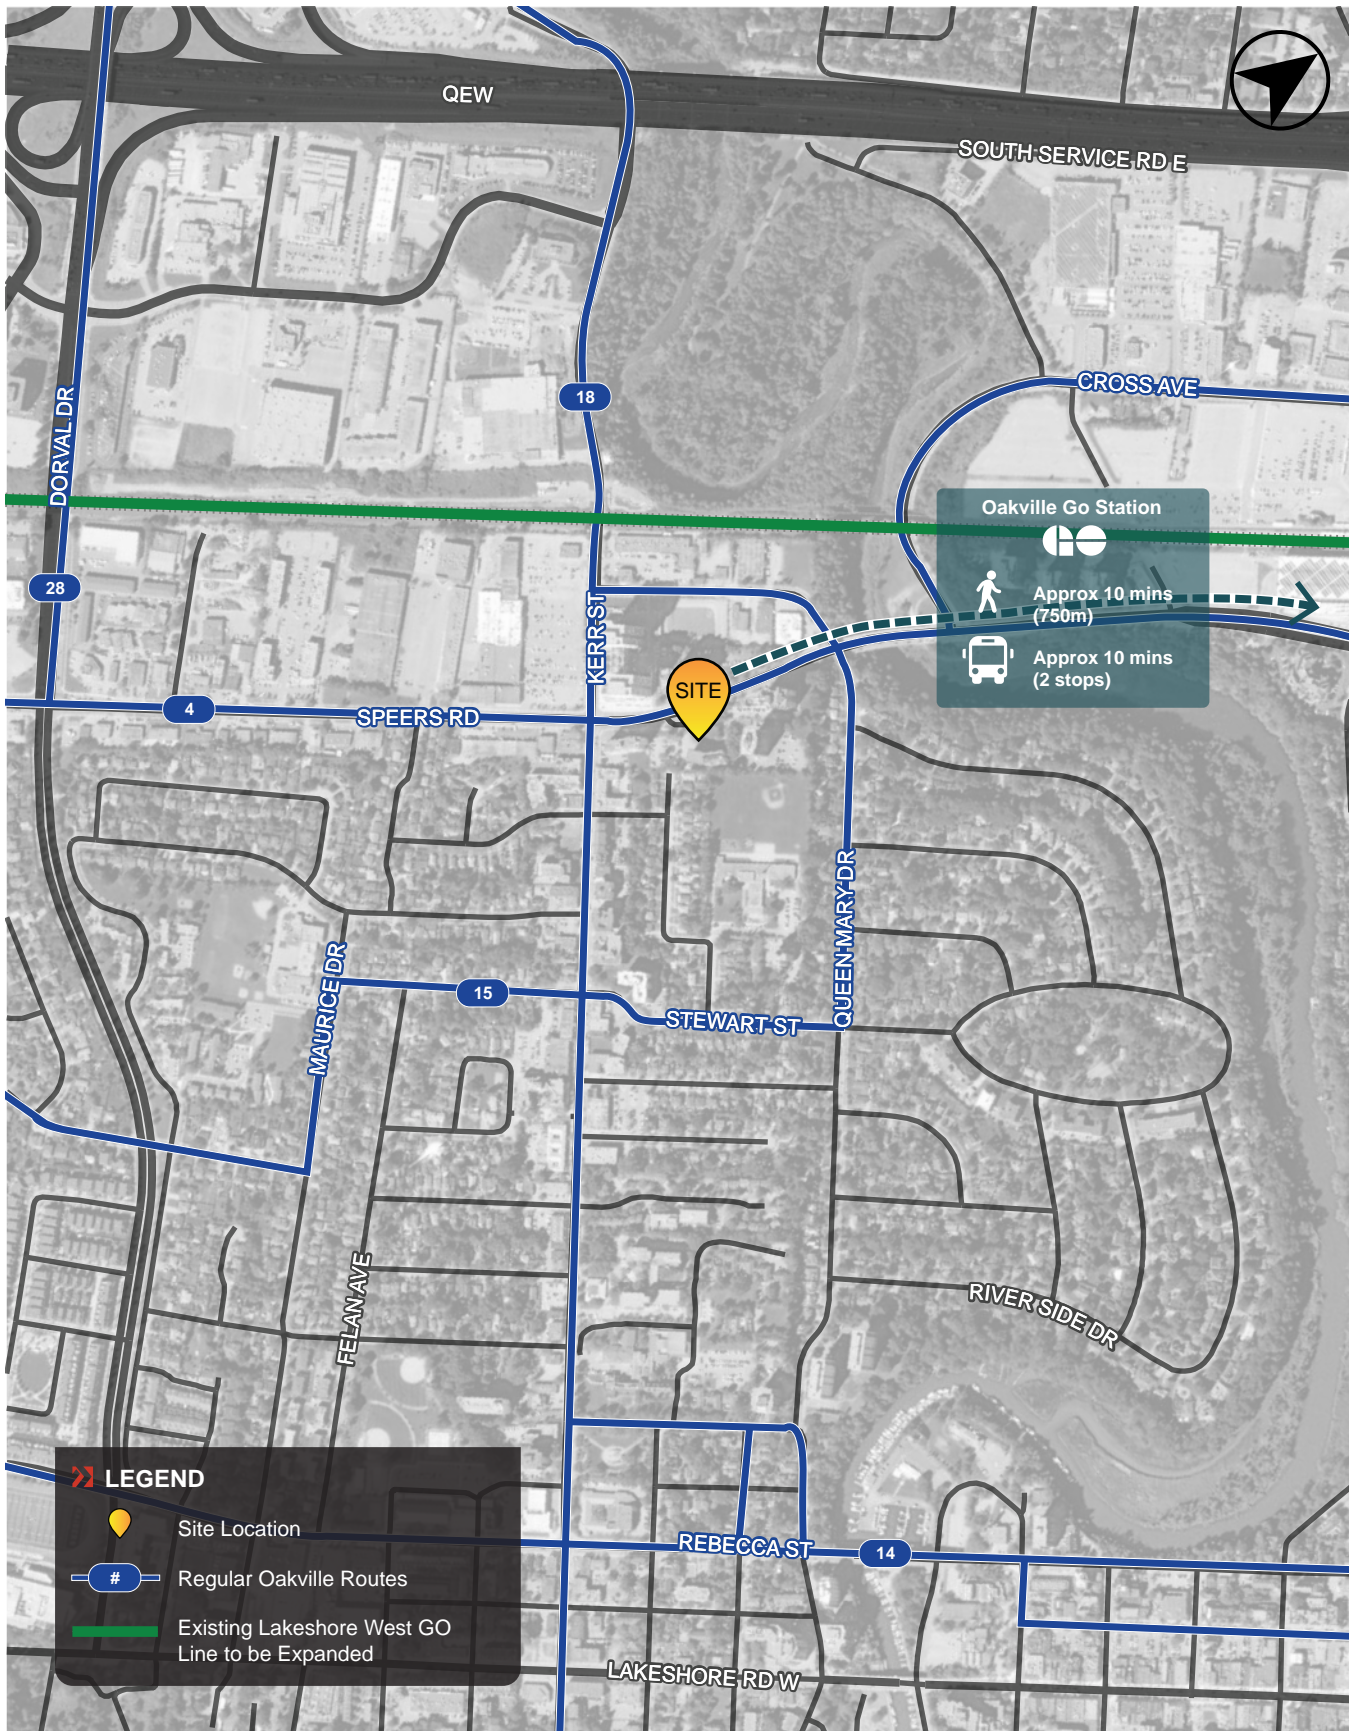 QEW
SOUTH SERVICE RD E
CROSS AVE
DORVAL DR
18
Oakville Go Station
Approx 10 mins
(750m)
Approx 10 mins
(2 stops)
28
KERR ST
SITE
4
SPEERS RD
QUEEN MARY DR
MAURICE DR
15
STEWART ST
FELAN AVE
RIVER SIDE DR
LEGEND
Site Location
#
Regular Oakville Routes
Existing Lakeshore West GO
Line to be Expanded
REBECCA ST
14
LAKESHORE RD W